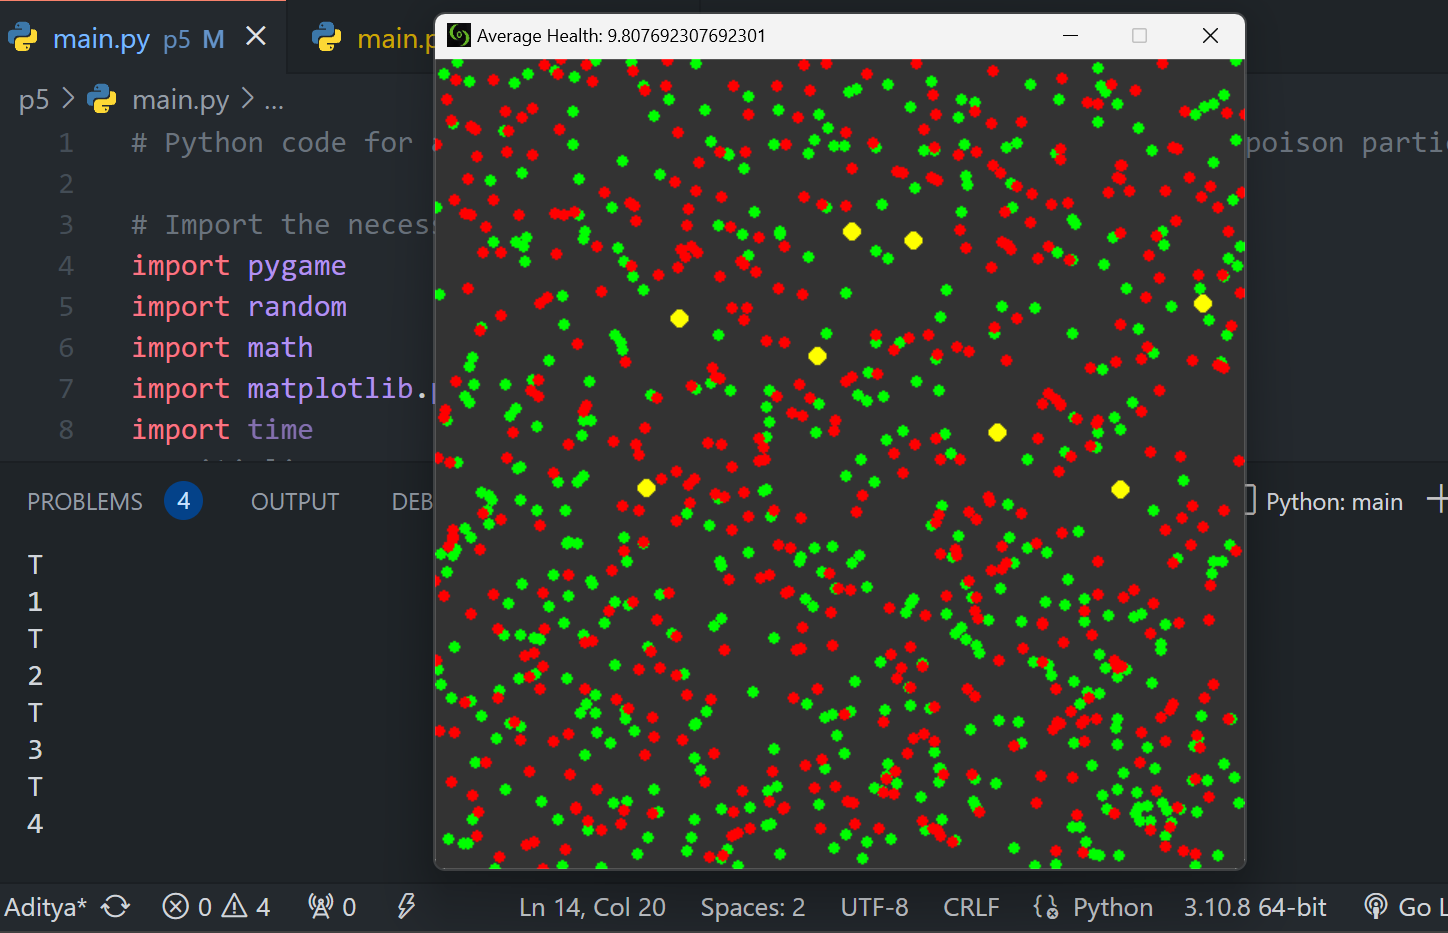 main.py p5 M
main.p
Average Health: 9.807692307692301
p5 > main.py > ...
1 # Python code for a
poison parti
2
3 # Import the neces
4 import pygame
5 import random
6 import math
7 import matplotlib.p
8 import time
PROBLEMS 4 OUTPUT DEB
Python: main
T
1
T
2
T
3
T
4
Aditya* 0 4 0 Ln 14, Col 20 Spaces: 2 UTF-8 CRLF Python 3.10.8 64-bit Go L